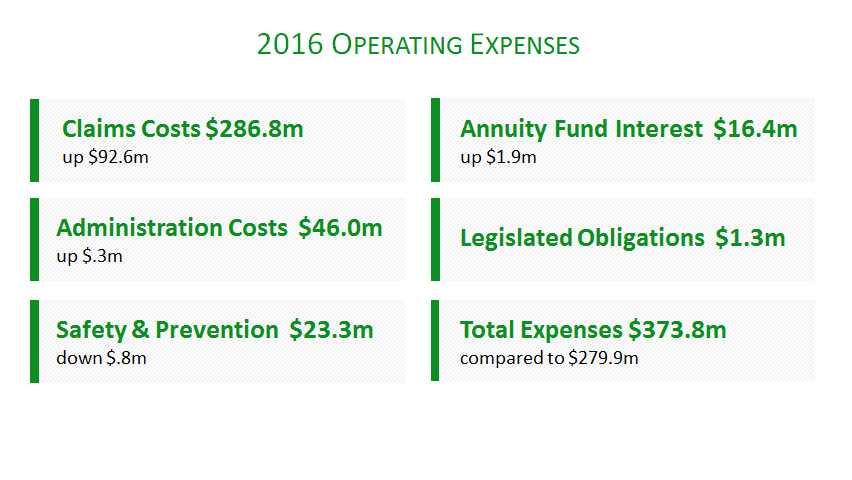 2016 OPERATING EXPENSES
Claims Costs $286.8m
up $92.6m
Annuity Fund Interest $16.4m
up $1.9m
Administration Costs $46.0m
up $.3m
Legislated Obligations $1.3m
Safety & Prevention $23.3m
down $.8m
Total Expenses $373.8m
compared to $279.9m